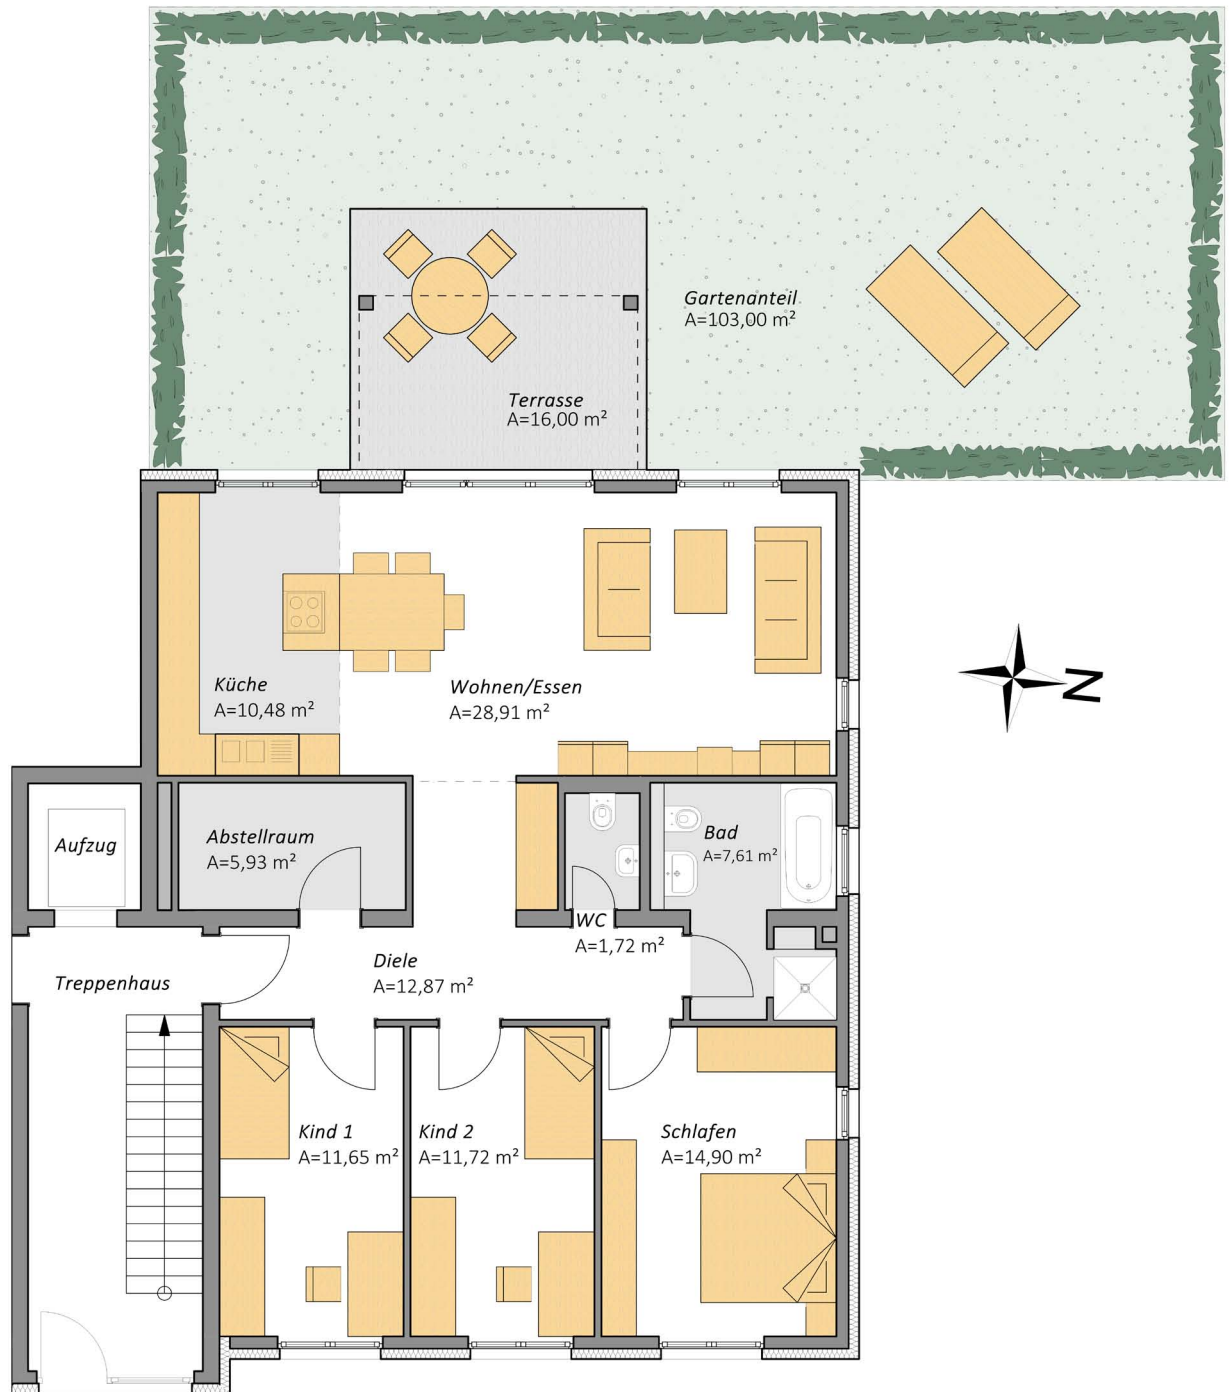 Gartenanteil
A=103,00 m²
Terrasse
A=16,00 m²
Küche
A=10,48 m²
Wohnen/Essen
A=28,91 m²
N
Aufzug
Abstellraum
A=5,93 m²
Bad
A=7,61 m²
WC
A=1,72 m²
Diele
A=12,87 m²
Treppenhaus
Kind 1
A=11,65 m²
Kind 2
A=11,72 m²
Schlafen
A=14,90 m²